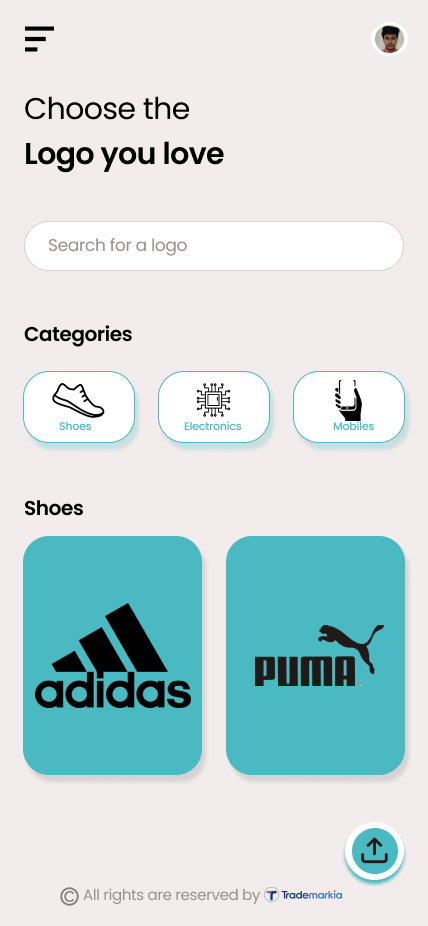 Choose the
Logo you love
Search for a logo
Categories
Shoes
Electronics
Mobiles
Shoes
adidas
PUMA
© All rights are reserved by Trademarkia